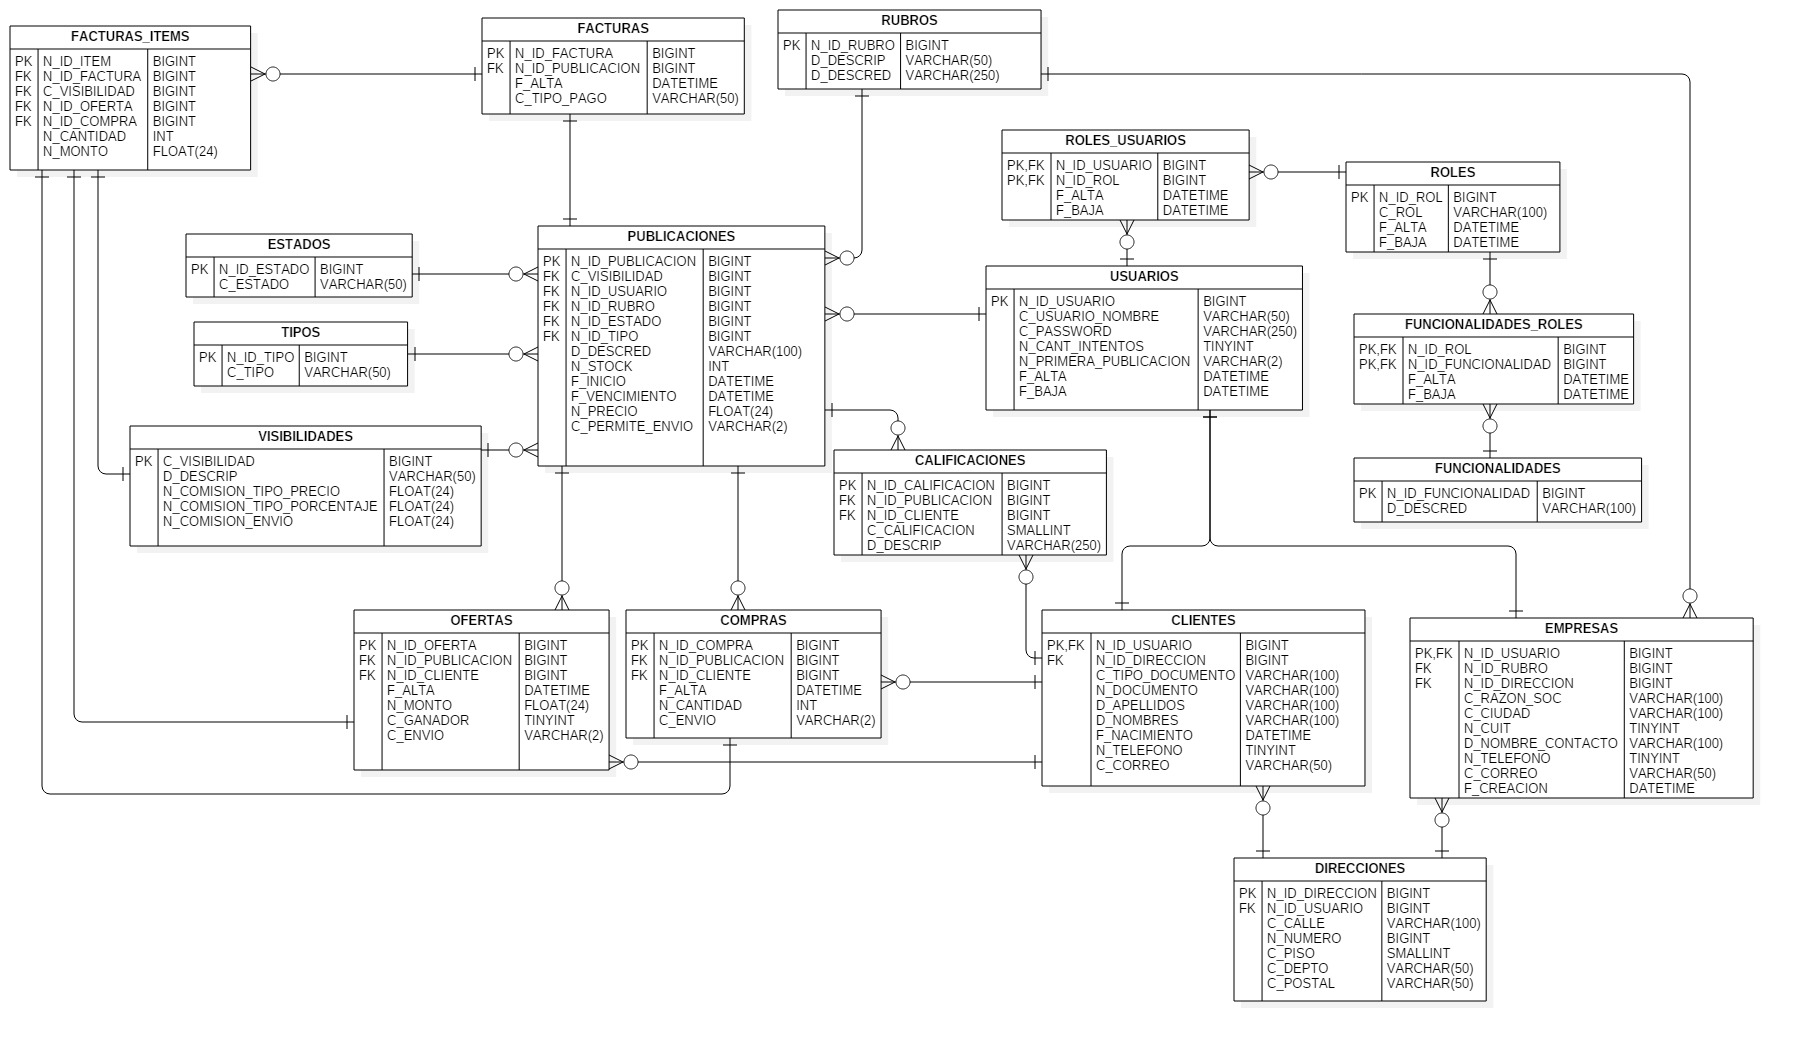 FACTURAS_ITEMS
PK N_ID_ITEM BIGINT
FK N_ID_FACTURA BIGINT
FK C_VISIBILIDAD BIGINT
FK N_ID_OFERTA BIGINT
FK N_ID_COMPRA BIGINT
N_CANTIDAD INT
N_MONTO FLOAT(24)
FACTURAS
PK N_ID_FACTURA BIGINT
FK N_ID_PUBLICACION BIGINT
F_ALTA DATETIME
C_TIPO_PAGO VARCHAR(50)
RUBROS
PK N_ID_RUBRO BIGINT
D_DESCRIP VARCHAR(50)
D_DESCRED VARCHAR(250)
ROLES_USUARIOS
PK,FK N_ID_USUARIO BIGINT
PK,FK N_ID_ROL BIGINT
F_ALTA DATETIME
F_BAJA DATETIME
ROLES
PK N_ID_ROL BIGINT
C_ROL VARCHAR(100)
F_ALTA DATETIME
F_BAJA DATETIME
ESTADOS
PK N_ID_ESTADO BIGINT
C_ESTADO VARCHAR(50)
TIPOS
PK N_ID_TIPO BIGINT
C_TIPO VARCHAR(50)
PUBLICACIONES
PK N_ID_PUBLICACION BIGINT
FK C_VISIBILIDAD BIGINT
FK N_ID_USUARIO BIGINT
FK N_ID_RUBRO BIGINT
FK N_ID_ESTADO BIGINT
FK N_ID_TIPO BIGINT
D_DESCRED VARCHAR(100)
N_STOCK INT
F_INICIO DATETIME
F_VENCIMIENTO DATETIME
N_PRECIO FLOAT(24)
C_PERMITE_ENVIO VARCHAR(2)
USUARIOS
PK N_ID_USUARIO BIGINT
C_USUARIO_NOMBRE VARCHAR(50)
C_PASSWORD VARCHAR(250)
N_CANT_INTENTOS TINYINT
N_PRIMERA_PUBLICACION VARCHAR(2)
F_ALTA DATETIME
F_BAJA DATETIME
FUNCIONALIDADES_ROLES
PK,FK N_ID_ROL BIGINT
PK,FK N_ID_FUNCIONALIDAD BIGINT
F_ALTA DATETIME
F_BAJA DATETIME
VISIBILIDADES
PK C_VISIBILIDAD BIGINT
D_DESCRIP VARCHAR(50)
N_COMISION_TIPO_PRECIO FLOAT(24)
N_COMISION_TIPO_PORCENTAJE FLOAT(24)
N_COMISION_ENVIO FLOAT(24)
CALIFICACIONES
PK N_ID_CALIFICACION BIGINT
FK N_ID_PUBLICACION BIGINT
FK N_ID_CLIENTE BIGINT
C_CALIFICACION SMALLINT
D_DESCRIP VARCHAR(250)
FUNCIONALIDADES
PK N_ID_FUNCIONALIDAD BIGINT
D_DESCRED VARCHAR(100)
OFERTAS
PK N_ID_OFERTA BIGINT
FK N_ID_PUBLICACION BIGINT
FK N_ID_CLIENTE BIGINT
F_ALTA DATETIME
N_MONTO FLOAT(24)
C_GANADOR TINYINT
C_ENVIO VARCHAR(2)
COMPRAS
PK N_ID_COMPRA BIGINT
FK N_ID_PUBLICACION BIGINT
FK N_ID_CLIENTE BIGINT
F_ALTA DATETIME
N_CANTIDAD INT
C_ENVIO VARCHAR(2)
CLIENTES
PK,FK N_ID_USUARIO BIGINT
FK N_ID_DIRECCION BIGINT
C_TIPO_DOCUMENTO VARCHAR(100)
N_DOCUMENTO VARCHAR(100)
D_APELLIDOS VARCHAR(100)
D_NOMBRES VARCHAR(100)
F_NACIMIENTO DATETIME
N_TELEFONO TINYINT
C_CORREO VARCHAR(50)
EMPRESAS
PK,FK N_ID_USUARIO BIGINT
FK N_ID_RUBRO BIGINT
FK N_ID_DIRECCION BIGINT
C_RAZON_SOC VARCHAR(100)
C_CIUDAD VARCHAR(100)
N_CUIT TINYINT
D_NOMBRE_CONTACTO VARCHAR(100)
N_TELEFONO TINYINT
C_CORREO VARCHAR(50)
F_CREACION DATETIME
DIRECCIONES
PK N_ID_DIRECCION BIGINT
FK N_ID_USUARIO BIGINT
C_CALLE VARCHAR(100)
N_NUMERO BIGINT
C_PISO SMALLINT
C_DEPTO VARCHAR(50)
C_POSTAL VARCHAR(50)